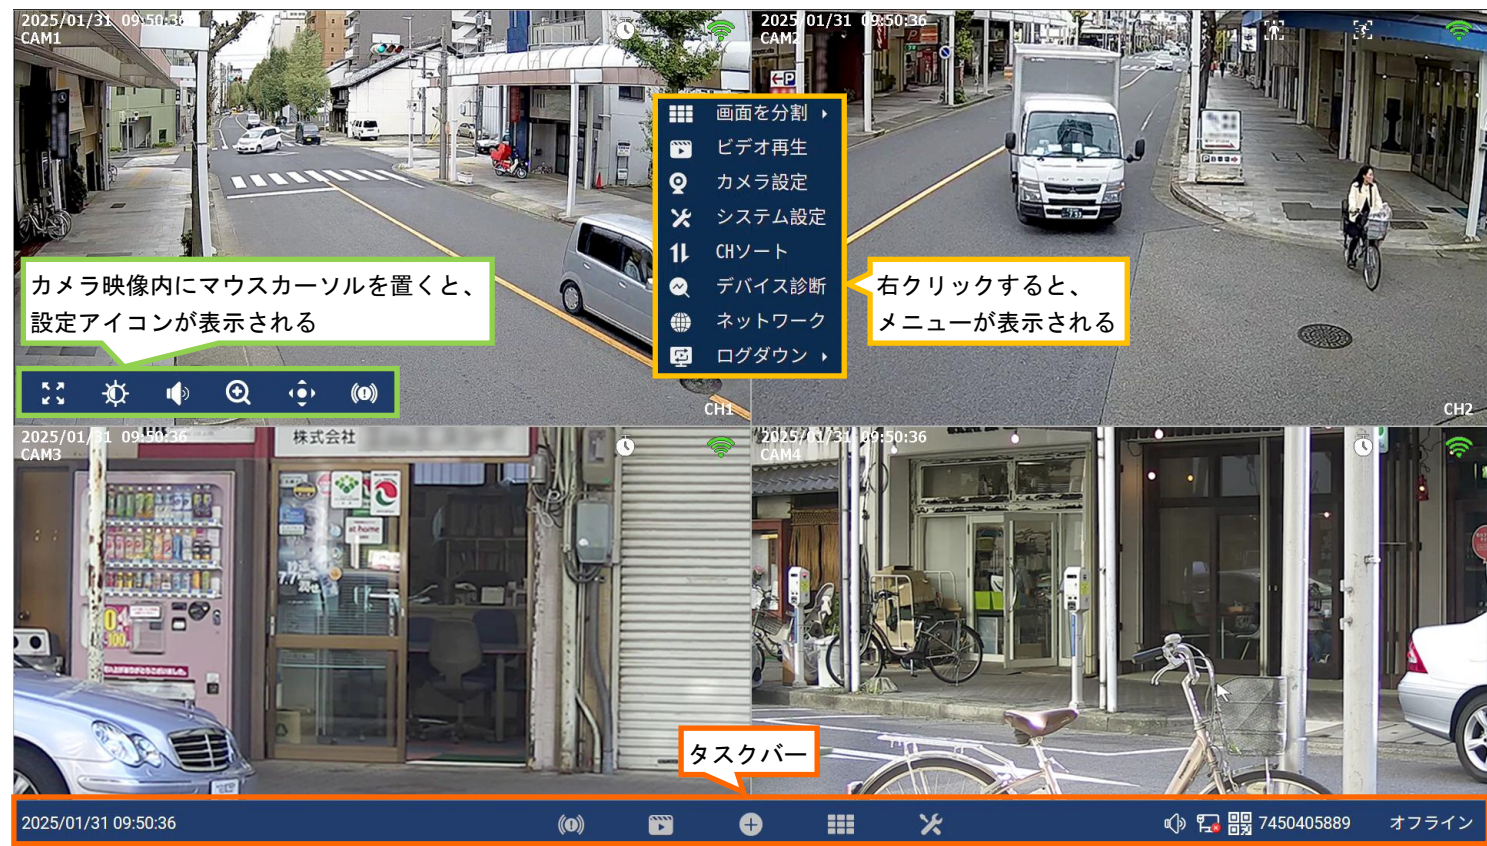 2025/01/31 09:50:36
CAM1
2025/01/31 09:50:36
CAM2
P
画面を分割
ビデオ再生
カメラ設定
システム設定
CHソート
デバイス診断
ネットワーク
ログダウン
カメラ映像内にマウスカーソルを置くと、
設定アイコンが表示される
右クリックすると、
メニューが表示される
CH1
CH2
2025/01/31 09:50:36
CAM3
株式会社
at home
2025/01/31 09:50:36
CAM4
タスクバー
2025/01/31 09:50:36
7450405889
オフライン